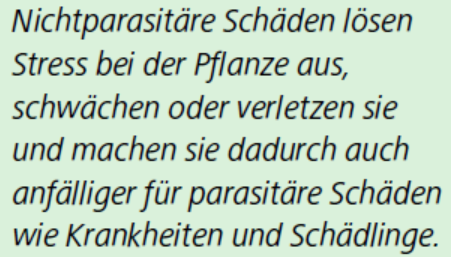 Nichtparasitäre Schäden lösen
Stress bei der Pflanze aus,
schwächen oder verletzen sie
und machen sie dadurch auch
anfälliger für parasitäre Schäden
wie Krankheiten und Schädlinge.